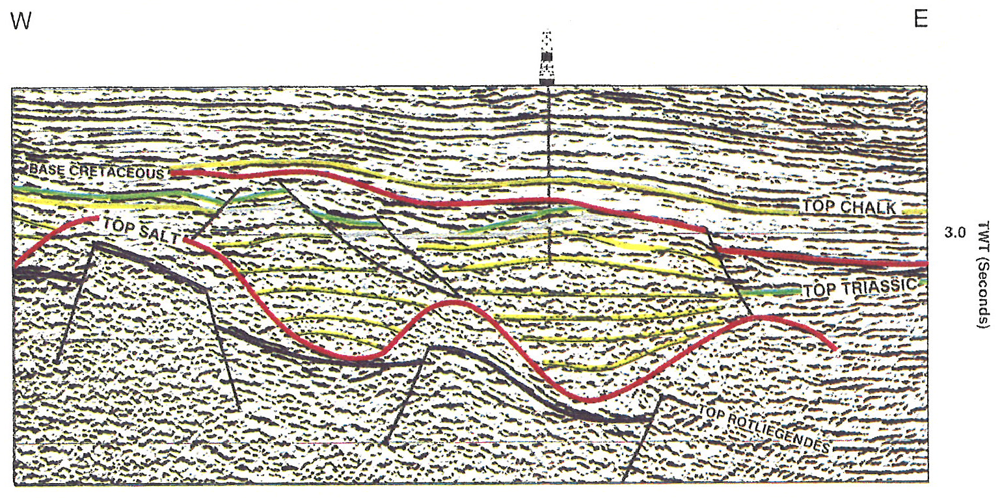 W
E
BASE CRETACEOUS
TOP CHALK
TOP SALT
3.0
TWT (Seconds)
TOP TRIASSIC
TOP ROTLIEGENDES